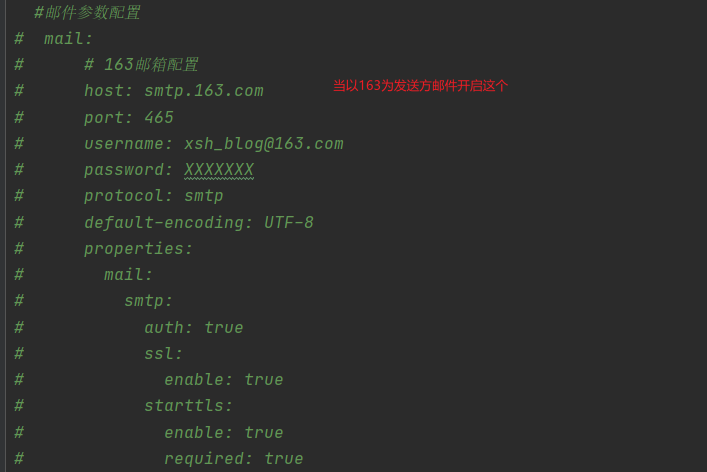 #邮件参数配置
#  mail:
#      # 163邮箱配置
#      host: smtp.163.com
当以163为发送方邮件开启这个
#      port: 465
#      username: xsh_blog@163.com
#      password: XXXXXXX
#      protocol: smtp
#      default-encoding: UTF-8
#      properties:
#        mail:
#          smtp:
#            auth: true
#            ssl:
#              enable: true
#            starttls:
#              enable: true
#              required: true